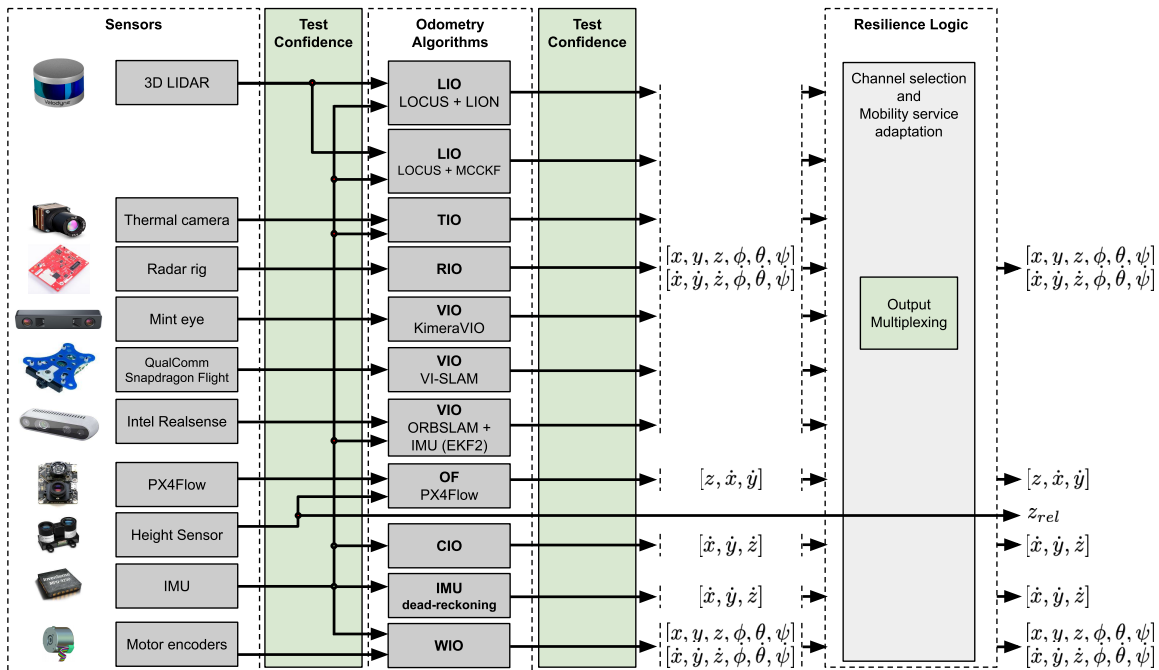 Sensors
Test
Confidence
Odometry
Algorithms
Test
Confidence
Resilience Logic
Velodyne
3D LIDAR
LIO
LOCUS + LION
Channel selection
and
Mobility service
adaptation
LIO
LOCUS + MCCKF
Thermal camera
TIO
Radar rig
RIO
[x, y, z, ϕ, θ, ψ]
[ẋ, ẏ, ż, ϕ̇, θ̇, ψ̇]
[x, y, z, ϕ, θ, ψ]
[ẋ, ẏ, ż, ϕ̇, θ̇, ψ̇]
Mint eye
VIO
KimeraVIO
Output
Multiplexing
QualComm
Snapdragon Flight
VIO
VI-SLAM
Intel Realsense
VIO
ORBSLAM +
IMU (EKF2)
PX4Flow
OF
PX4Flow
[z, ẋ, ẏ]
[z, ẋ, ẏ]
Height Sensor
z_rel
CIO
[ẋ, ẏ, ż]
[ẋ, ẏ, ż]
IMU
IMU
dead-reckoning
[ẋ, ẏ, ż]
[ẋ, ẏ, ż]
Motor encoders
WIO
[x, y, z, ϕ, θ, ψ]
[ẋ, ẏ, ż, ϕ̇, θ̇, ψ̇]
[x, y, z, ϕ, θ, ψ]
[ẋ, ẏ, ż, ϕ̇, θ̇, ψ̇]